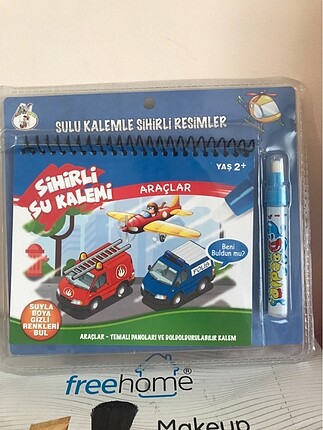 SULU KALEMLE SİHİRLİ RESİMLER
YAŞ 2+
SİHİRLİ
SU KALEMİ
ARAÇLAR
Beni
Buldun mu?
POLİS
SUYLA
BOYA
GİZLİ
RENKLERİ
BUL
ARAÇLAR - TEMALI PANOLARI VE DOLDOLDURULABİLİR KALEM
freehome®
Makeup